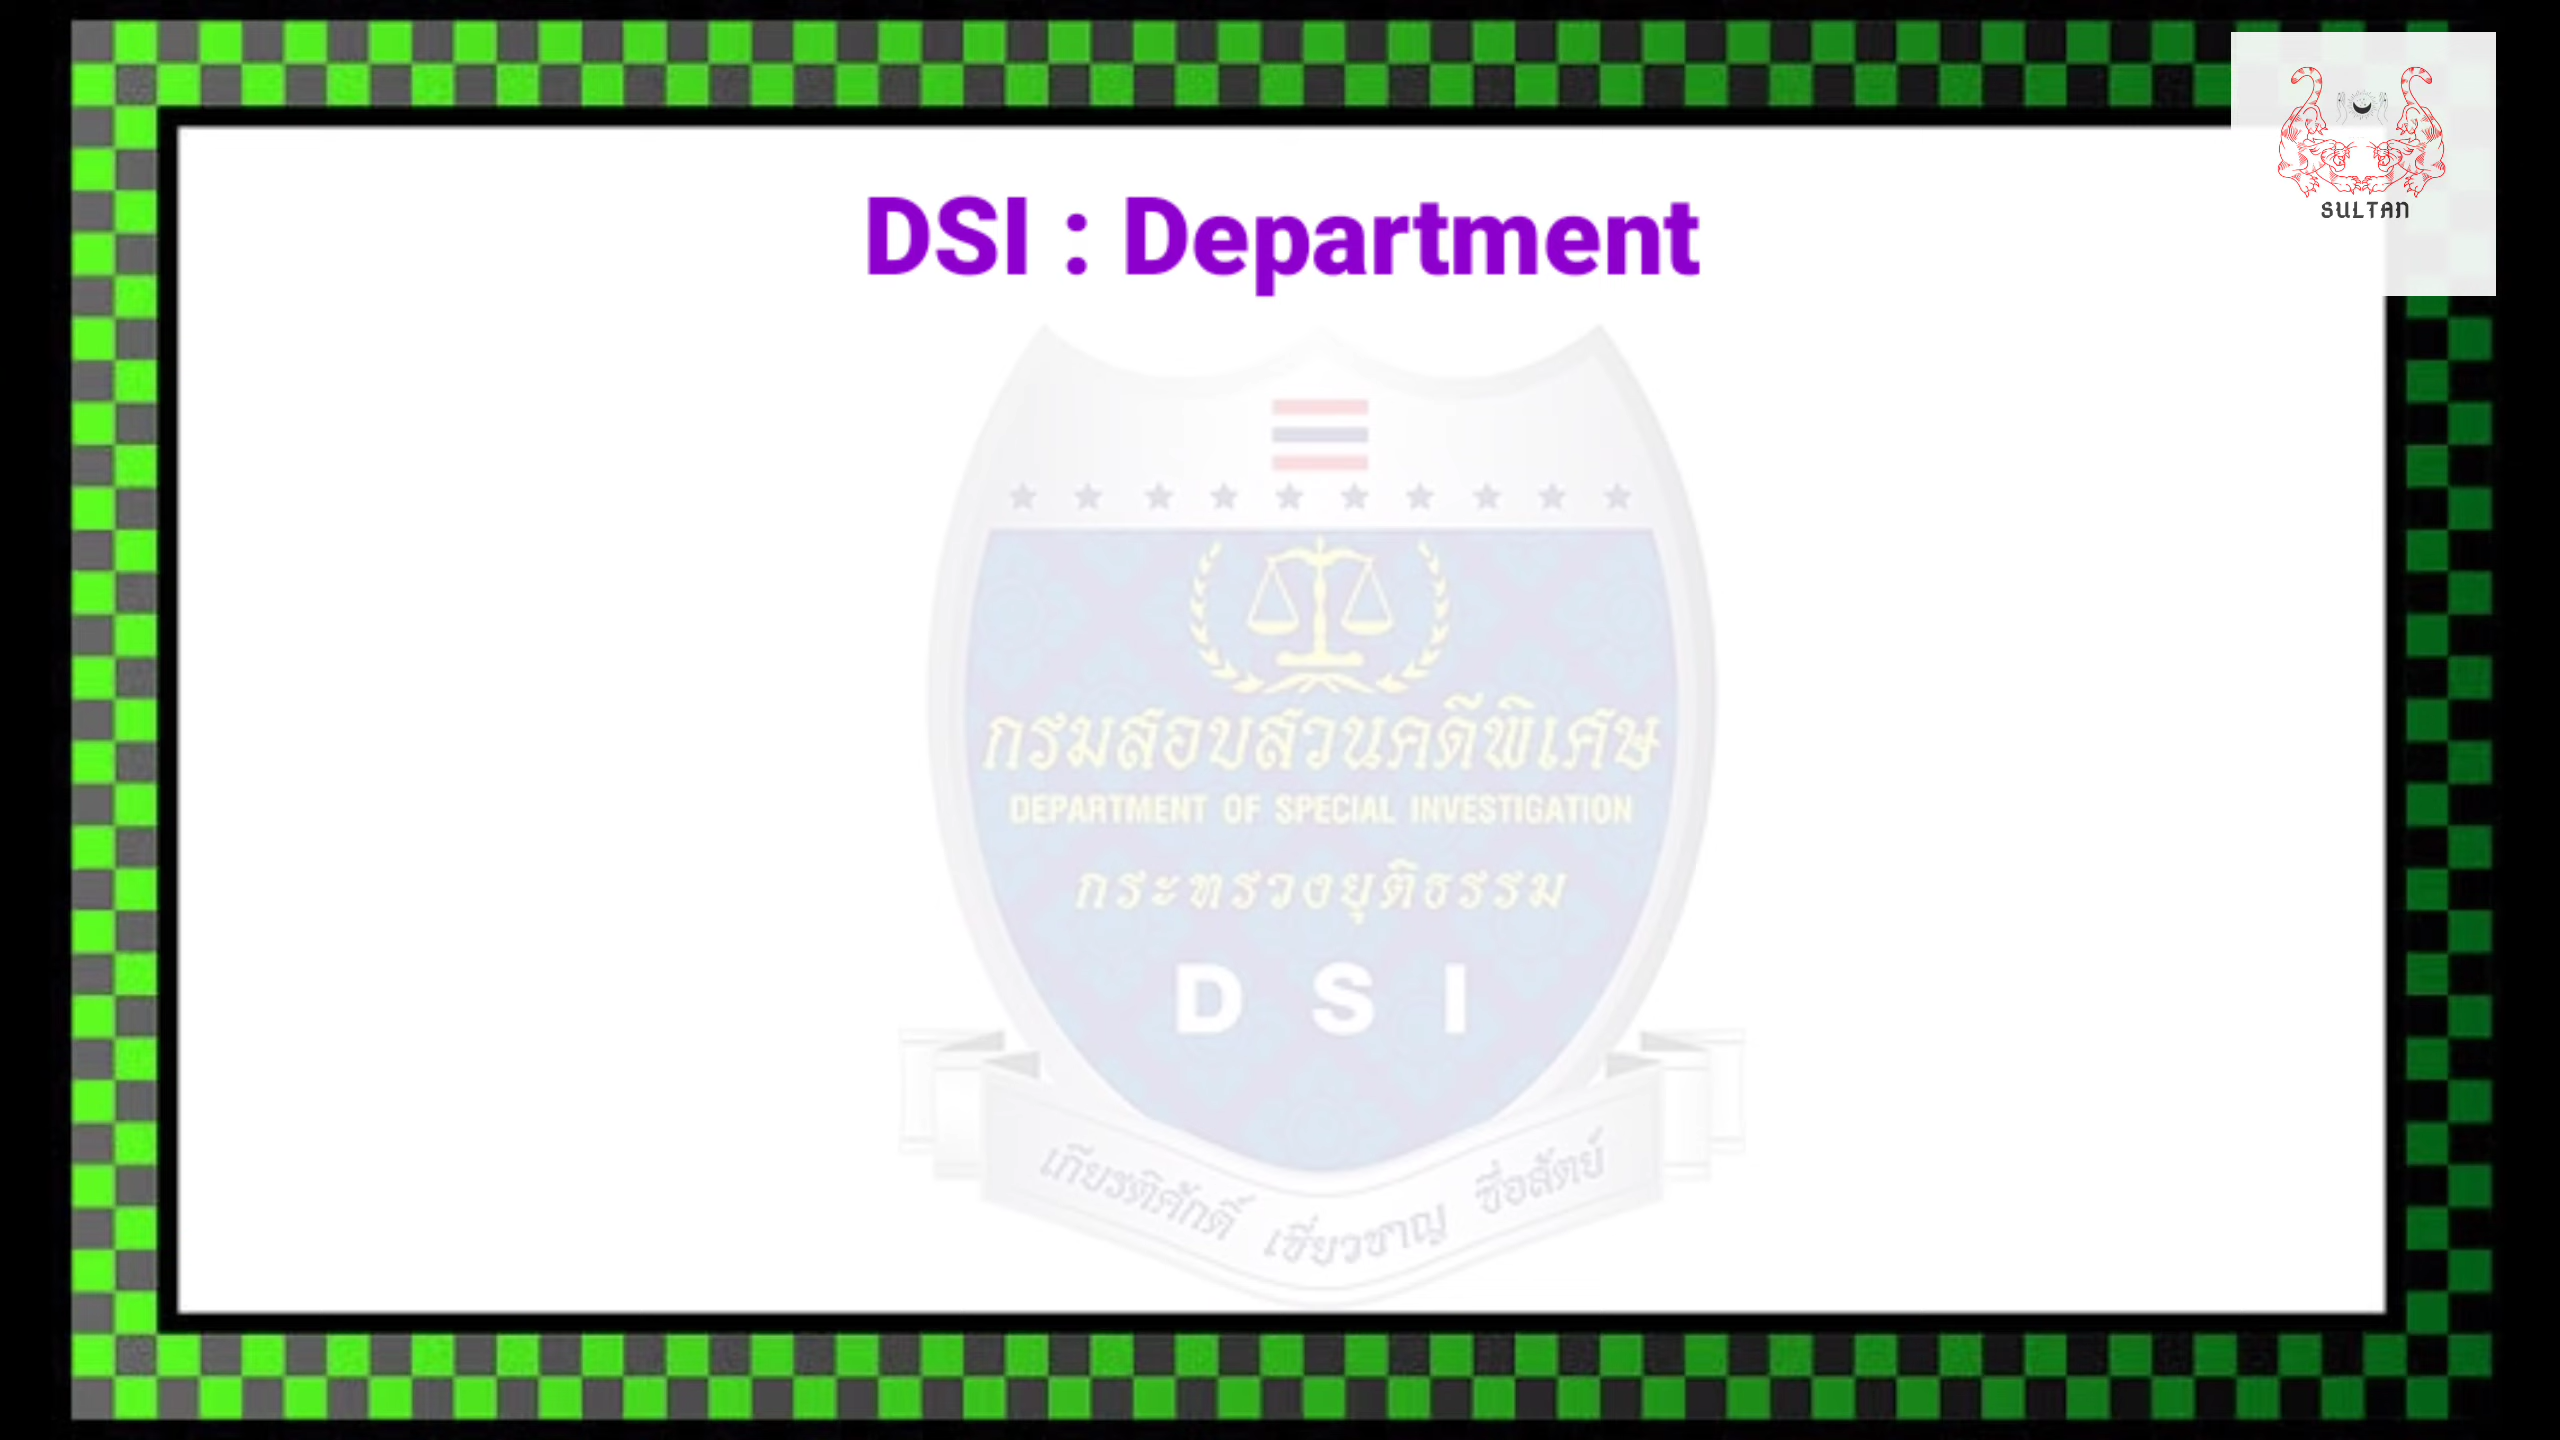 DSI : Department
SULTAN
กรมสอบสวนคดีพิเศษ
DEPARTMENT OF SPECIAL INVESTIGATION
กระทรวงยุติธรรม
D S I
เกียรติศักดิ์ เชี่ยวชาญ ซื่อสัตย์